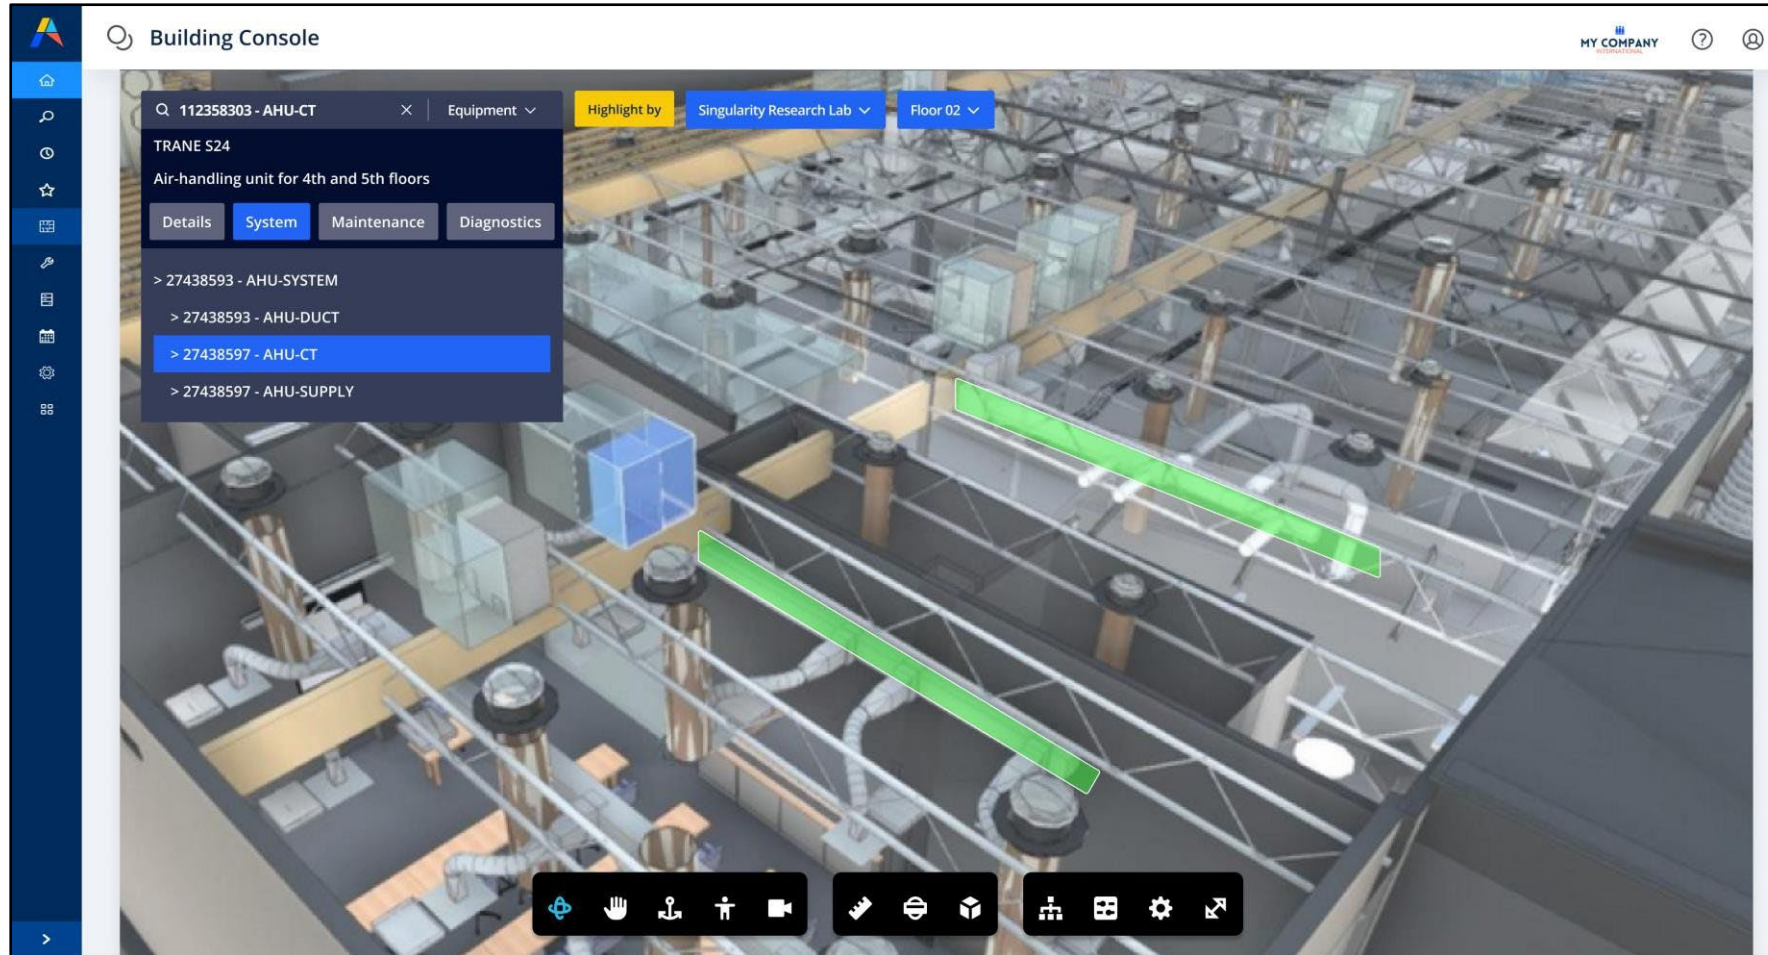 Building Console
MY COMPANY
INTERNATIONAL
?
112358303 - AHU-CT
Equipment
Highlight by
Singularity Research Lab
Floor 02
TRANE S24
Air-handling unit for 4th and 5th floors
Details
System
Maintenance
Diagnostics
> 27438593 - AHU-SYSTEM
> 27438593 - AHU-DUCT
> 27438597 - AHU-CT
> 27438597 - AHU-SUPPLY